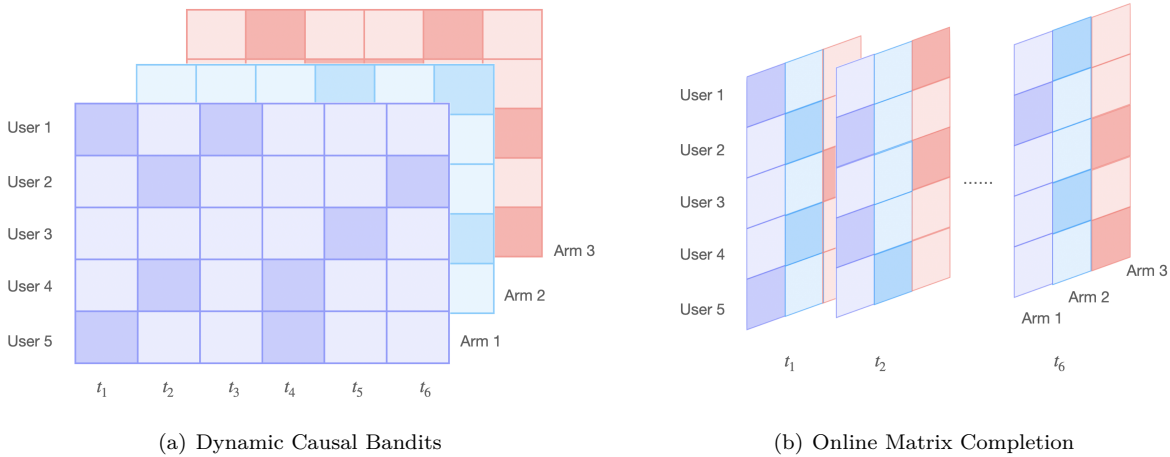 User 1
User 2
User 3
User 4
User 5
Arm 3
Arm 2
Arm 1
t1 t2 t3 t4 t5 t6
(a) Dynamic Causal Bandits
User 1
User 2
User 3
User 4
User 5
......
Arm 3
Arm 2
Arm 1
t1 t2 t6
(b) Online Matrix Completion